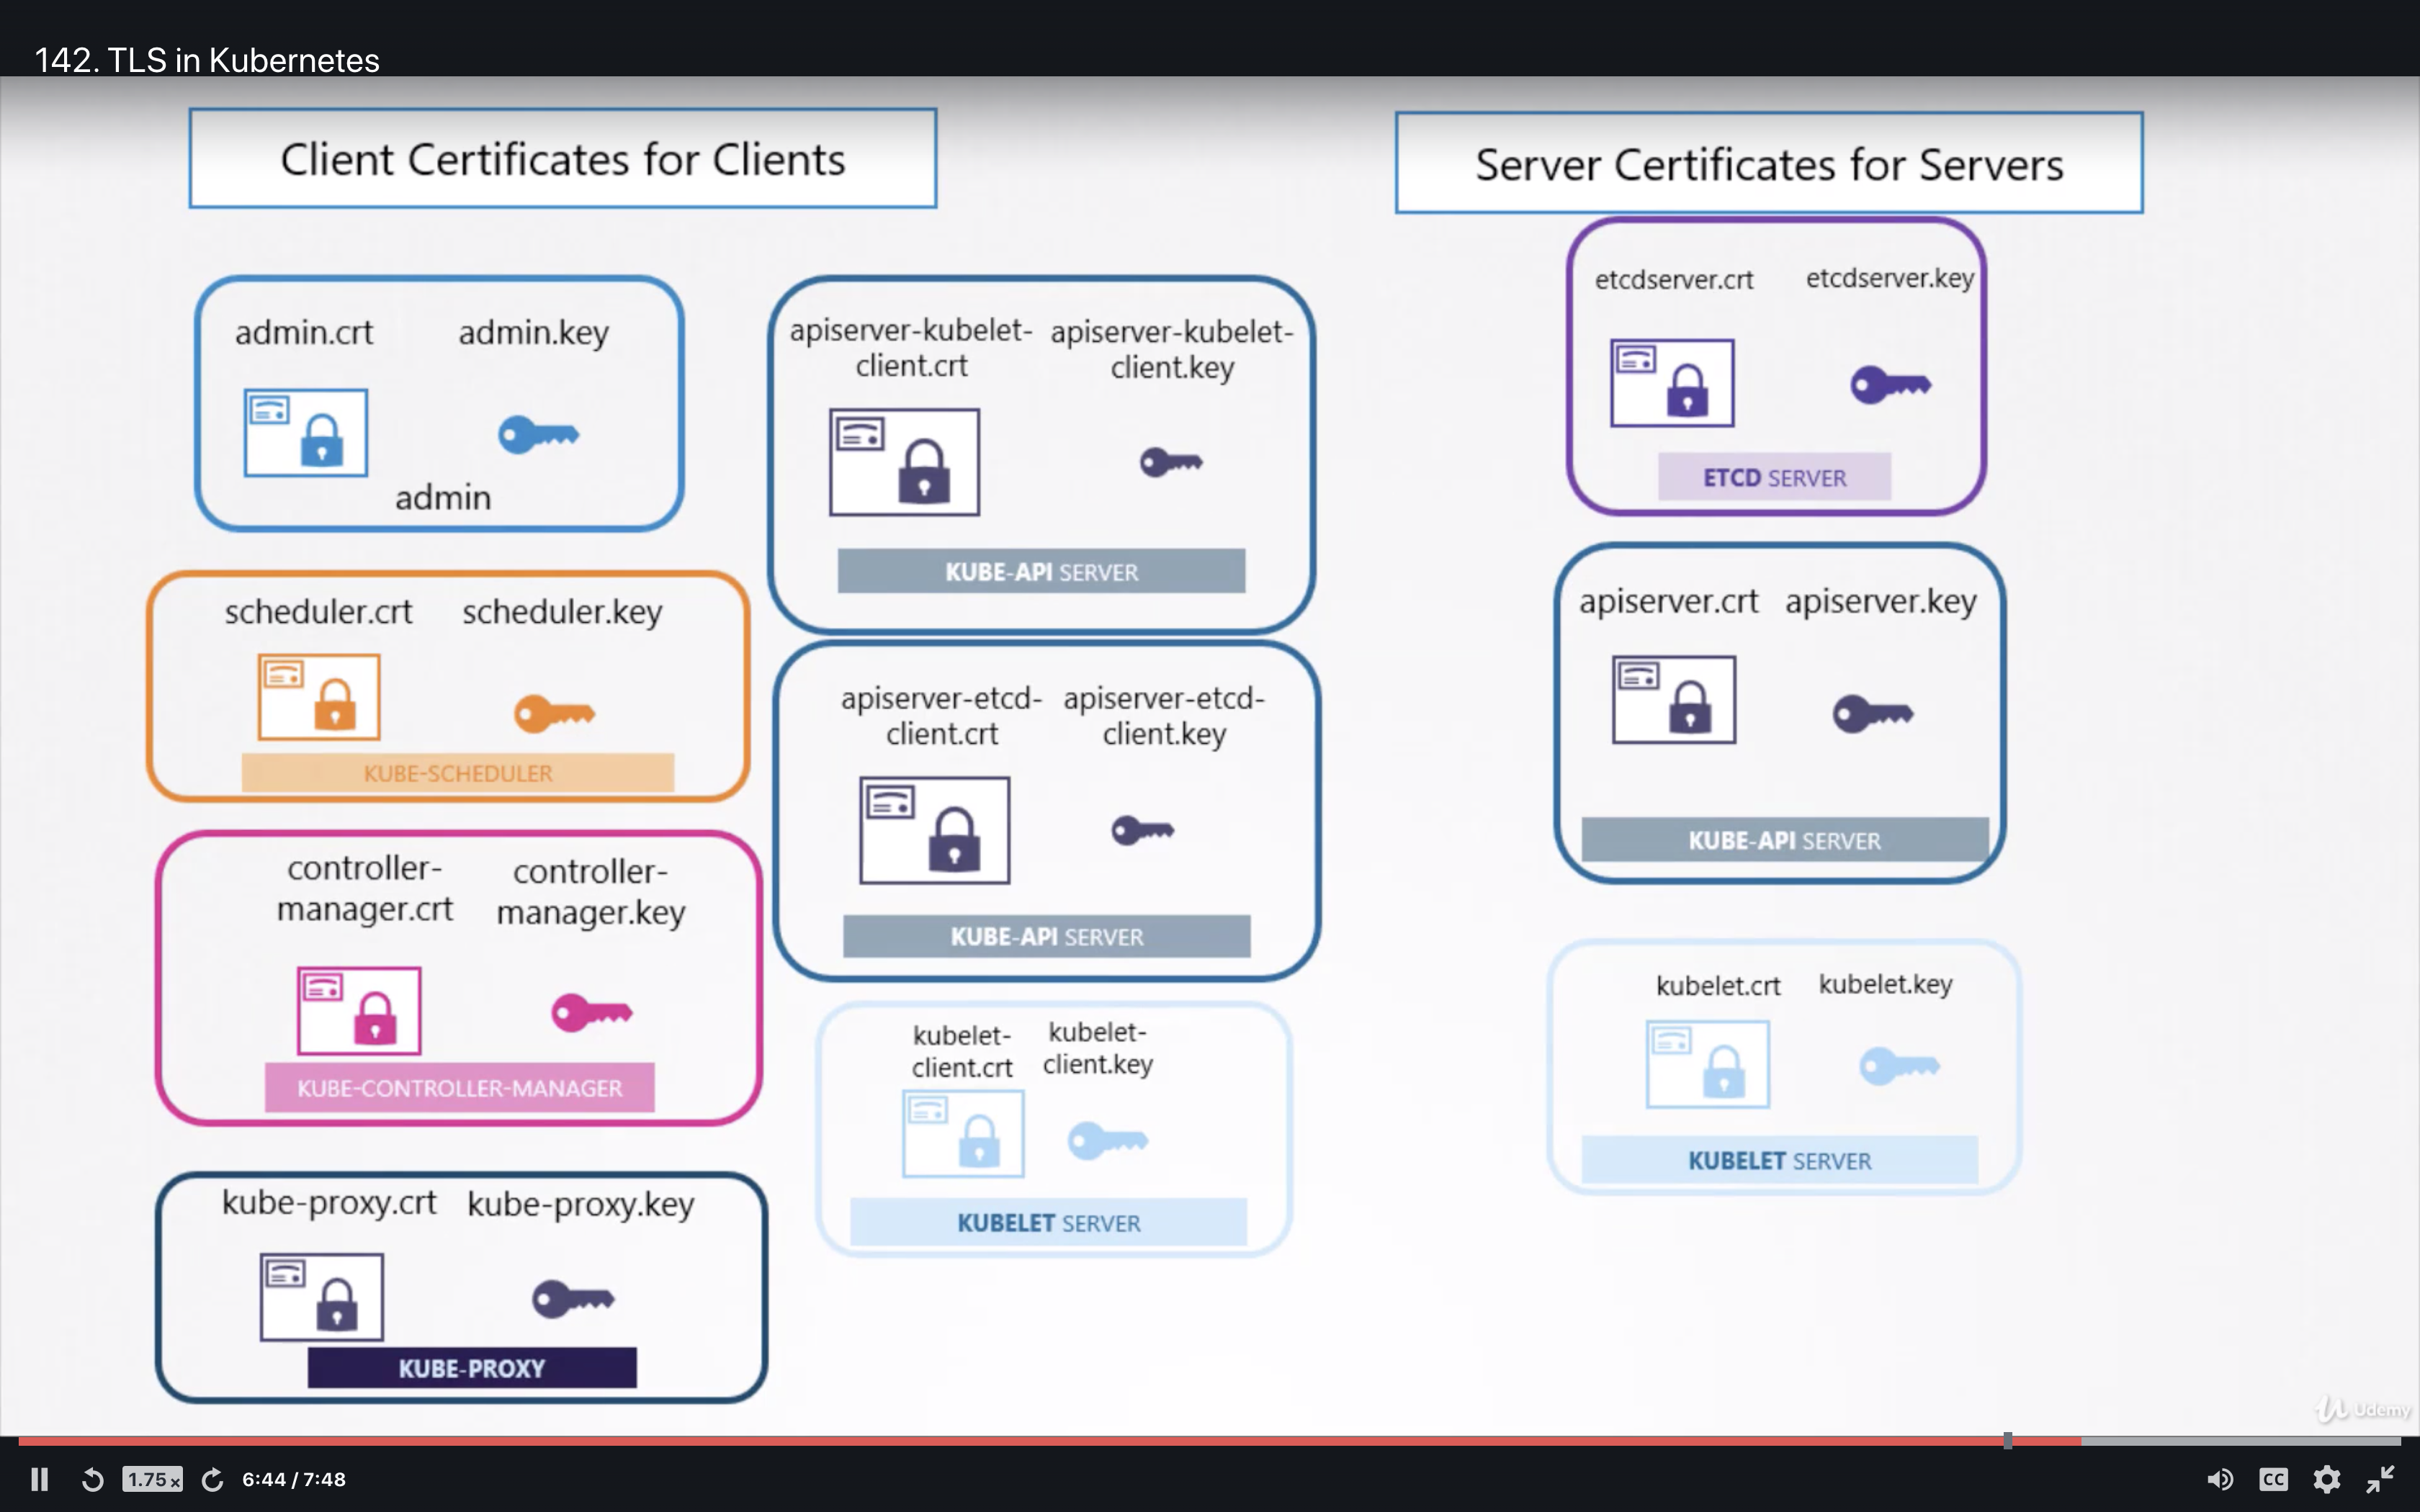 142. TLS in Kubernetes
Client Certificates for Clients
admin.crt admin.key
admin
scheduler.crt scheduler.key
KUBE-SCHEDULER
controller-
manager.crt
controller-
manager.key
KUBE-CONTROLLER-MANAGER
kube-proxy.crt kube-proxy.key
KUBE-PROXY
apiserver-kubelet-
client.crt
apiserver-kubelet-
client.key
KUBE-API SERVER
apiserver-etcd-
client.crt
apiserver-etcd-
client.key
KUBE-API SERVER
kubelet-
client.crt
kubelet-
client.key
KUBELET SERVER
Server Certificates for Servers
etcdserver.crt etcdserver.key
ETCD SERVER
apiserver.crt apiserver.key
KUBE-API SERVER
kubelet.crt kubelet.key
KUBELET SERVER
Udemy
1.75x 6:44 / 7:48 CC